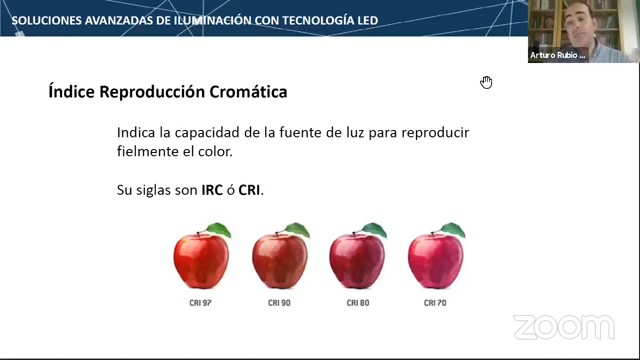 SOLUCIONES AVANZADAS DE ILUMINACIÓN CON TECNOLOGÍA LED
Arturo Rubio ...
Índice Reproducción Cromática
Indica la capacidad de la fuente de luz para reproducir
fielmente el color.
Su siglas son IRC ó CRI.
CRI 97
CRI 90
CRI 80
CRI 70
zoom